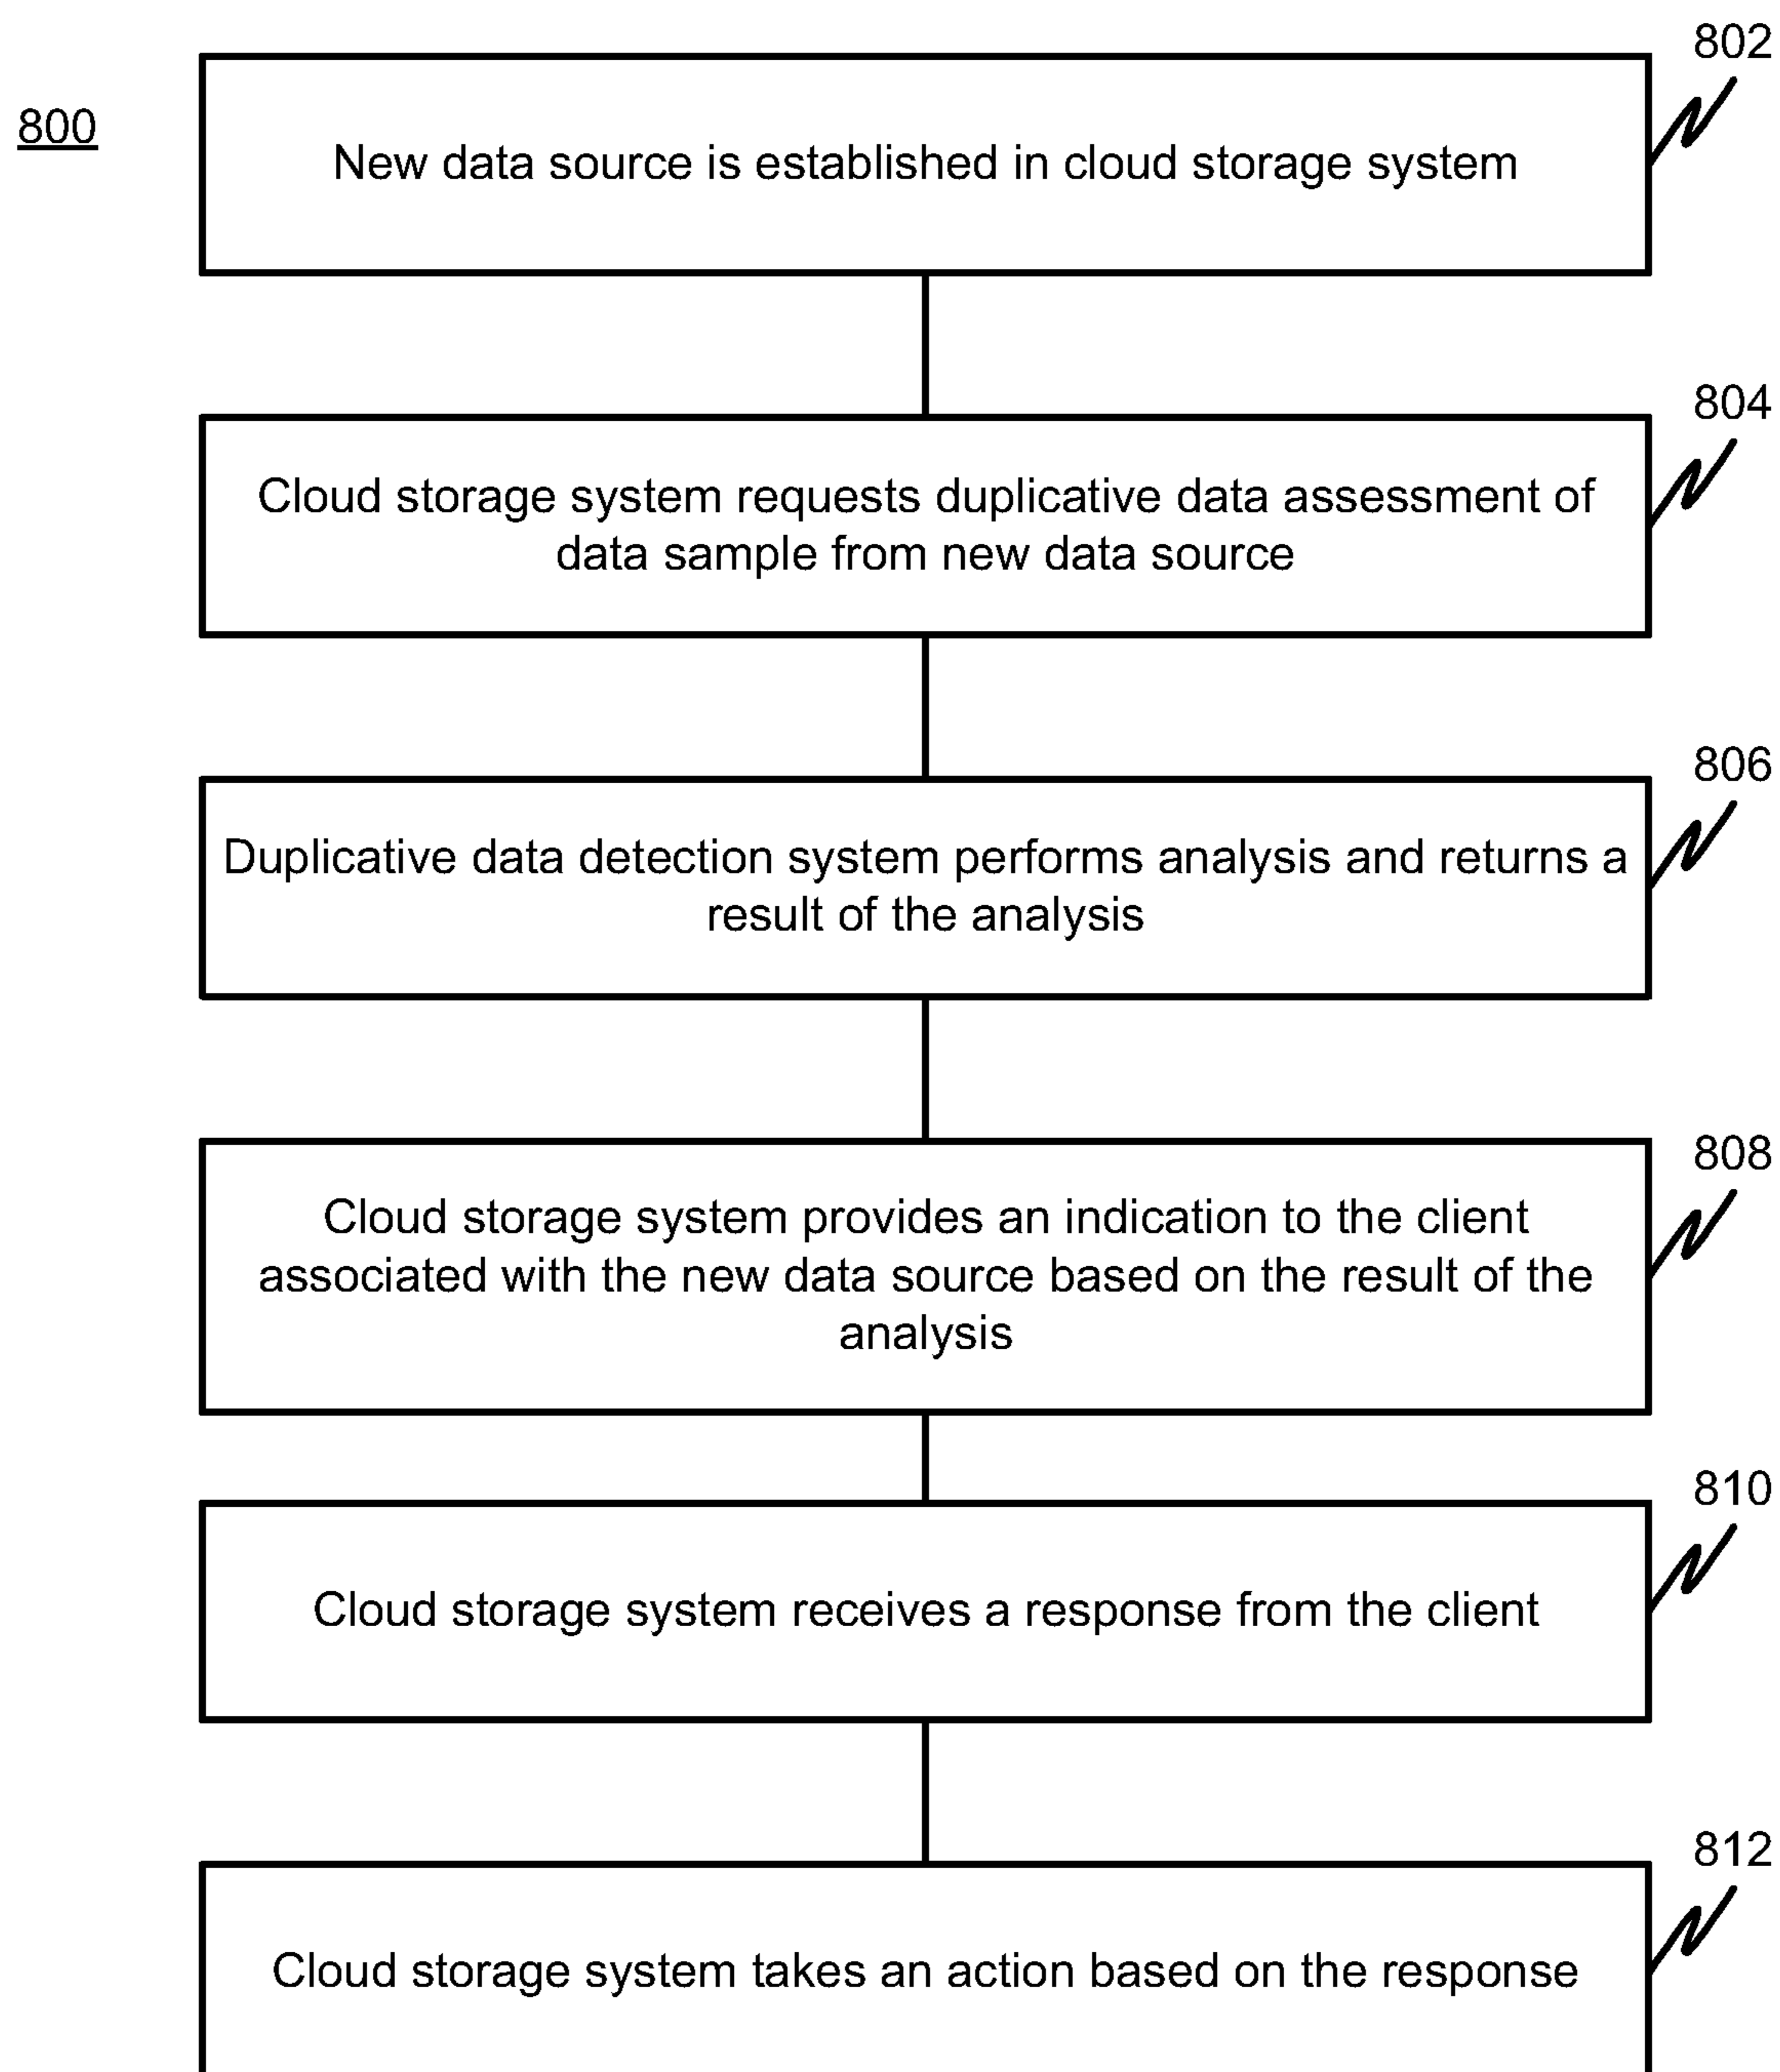 802
800
New data source is established in cloud storage system
804
Cloud storage system requests duplicative data assessment of
data sample from new data source
806
Duplicative data detection system performs analysis and returns a
result of the analysis
808
Cloud storage system provides an indication to the client
associated with the new data source based on the result of the
analysis
810
Cloud storage system receives a response from the client
812
Cloud storage system takes an action based on the response